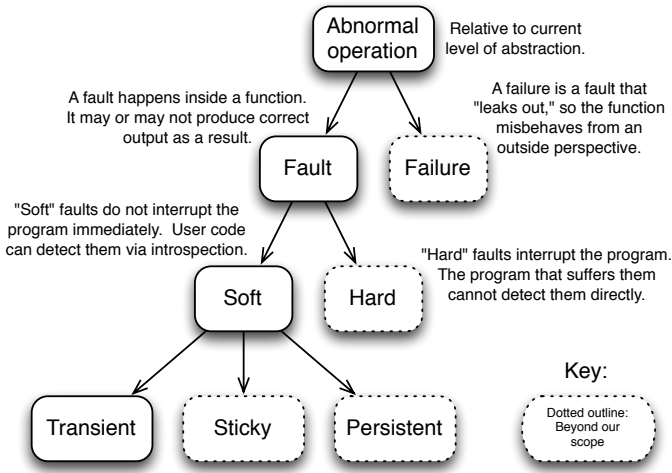 Abnormal
operation
Relative to current
level of abstraction.
A fault happens inside a function.
It may or may not produce correct
output as a result.
A failure is a fault that
"leaks out," so the function
misbehaves from an
outside perspective.
Fault
Failure
"Soft" faults do not interrupt the
program immediately. User code
can detect them via introspection.
"Hard" faults interrupt the program.
The program that suffers them
cannot detect them directly.
Soft
Hard
Key:
Transient
Sticky
Persistent
Dotted outline:
Beyond our
scope